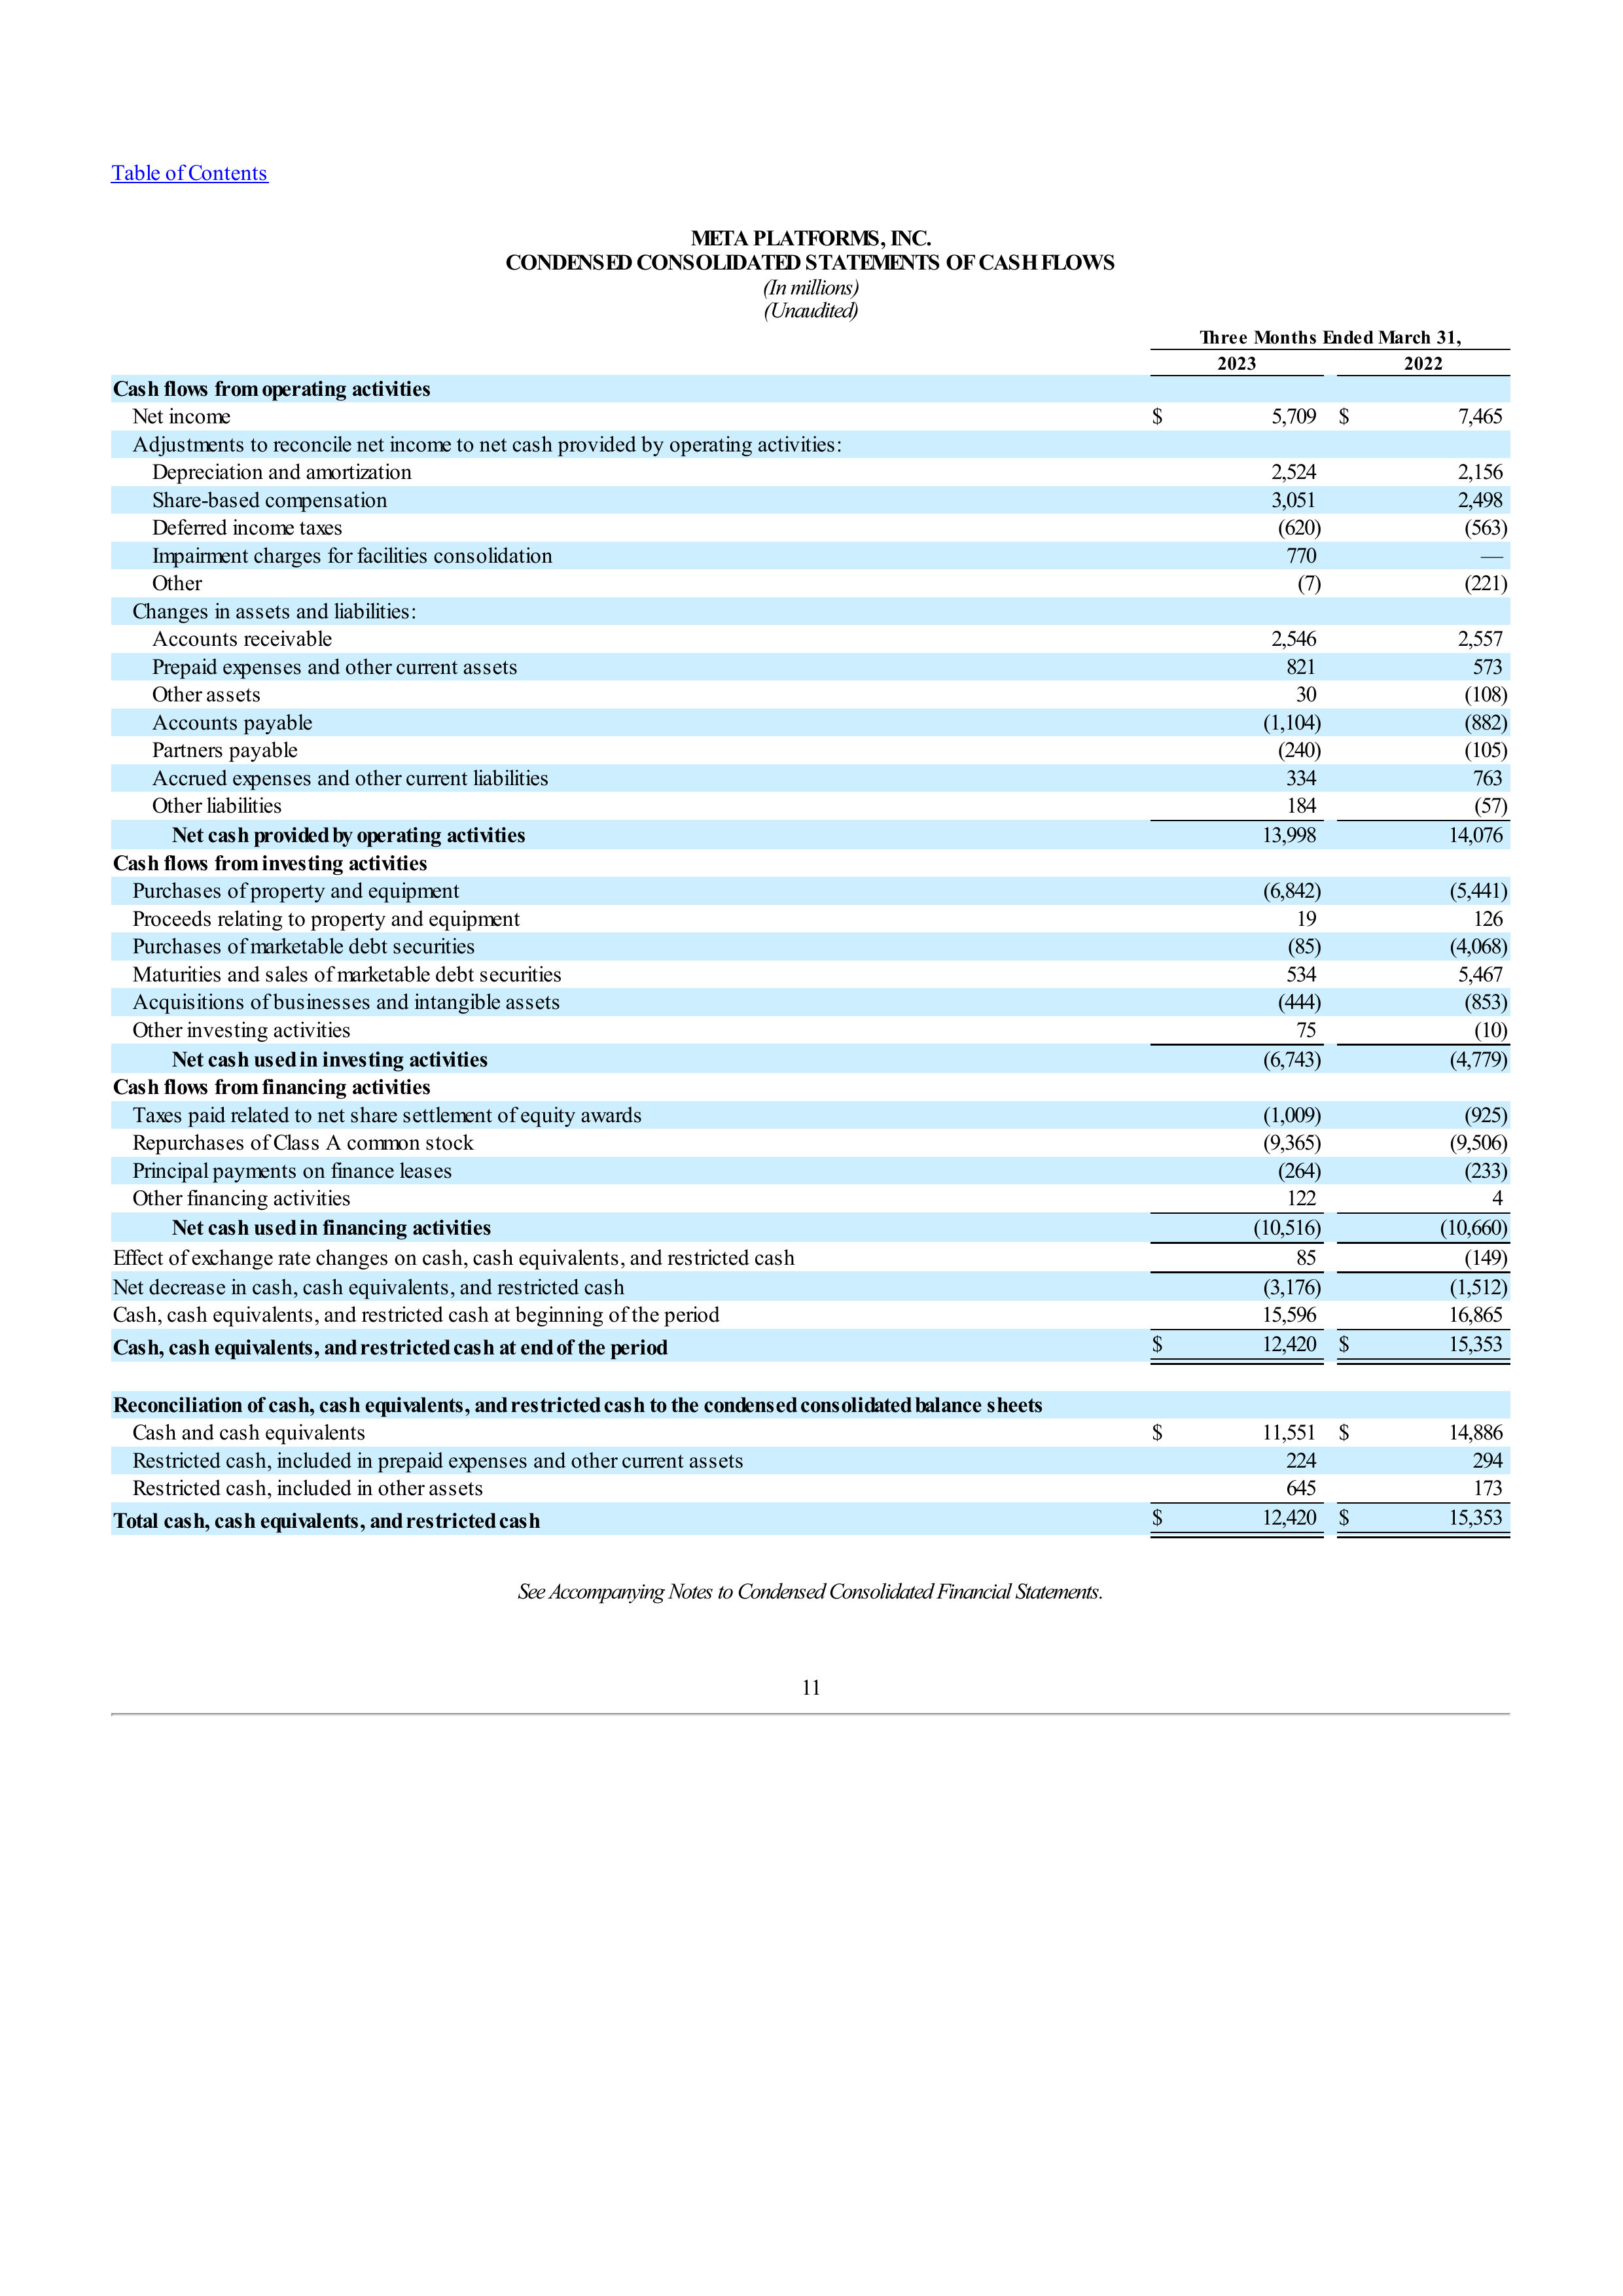 Table of Contents
META PLATFORMS, INC.
CONDENSED CONSOLIDATED STATEMENTS OF CASH FLOWS
(In millions)
(Unaudited)
Three Months Ended March 31,
2023 2022
Cash flows from operating activities
Net income $ 5,709 $ 7,465
Adjustments to reconcile net income to net cash provided by operating activities:
Depreciation and amortization 2,524 2,156
Share-based compensation 3,051 2,498
Deferred income taxes (620) (563)
Impairment charges for facilities consolidation 770 —
Other (7) (221)
Changes in assets and liabilities:
Accounts receivable 2,546 2,557
Prepaid expenses and other current assets 821 573
Other assets 30 (108)
Accounts payable (1,104) (882)
Partners payable (240) (105)
Accrued expenses and other current liabilities 334 763
Other liabilities 184 (57)
Net cash provided by operating activities 13,998 14,076
Cash flows from investing activities
Purchases of property and equipment (6,842) (5,441)
Proceeds relating to property and equipment 19 126
Purchases of marketable debt securities (85) (4,068)
Maturities and sales of marketable debt securities 534 5,467
Acquisitions of businesses and intangible assets (444) (853)
Other investing activities 75 (10)
Net cash used in investing activities (6,743) (4,779)
Cash flows from financing activities
Taxes paid related to net share settlement of equity awards (1,009) (925)
Repurchases of Class A common stock (9,365) (9,506)
Principal payments on finance leases (264) (233)
Other financing activities 122 4
Net cash used in financing activities (10,516) (10,660)
Effect of exchange rate changes on cash, cash equivalents, and restricted cash 85 (149)
Net decrease in cash, cash equivalents, and restricted cash (3,176) (1,512)
Cash, cash equivalents, and restricted cash at beginning of the period 15,596 16,865
Cash, cash equivalents, and restricted cash at end of the period $ 12,420 $ 15,353
Reconciliation of cash, cash equivalents, and restricted cash to the condensed consolidated balance sheets
Cash and cash equivalents $ 11,551 $ 14,886
Restricted cash, included in prepaid expenses and other current assets 224 294
Restricted cash, included in other assets 645 173
Total cash, cash equivalents, and restricted cash $ 12,420 $ 15,353
See Accompanying Notes to Condensed Consolidated Financial Statements.
11